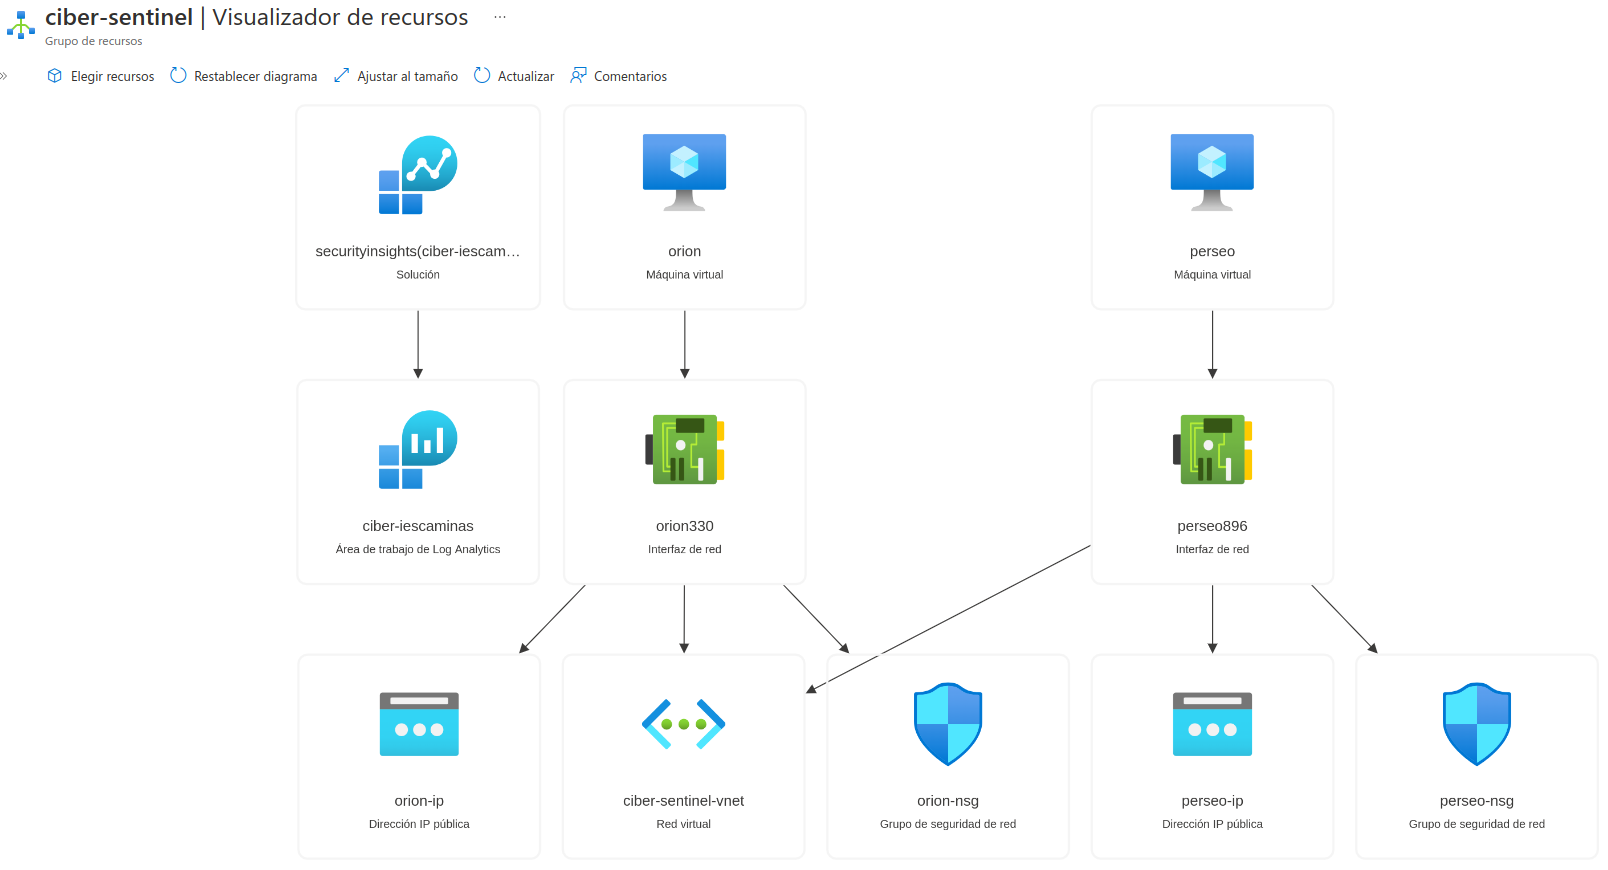 ciber-sentinel | Visualizador de recursos ...
Grupo de recursos
» Elegir recursos Restablecer diagrama Ajustar al tamaño Actualizar Comentarios
securityinsights(ciber-iescam...
Solución
orion
Máquina virtual
perseo
Máquina virtual
ciber-iescaminas
Área de trabajo de Log Analytics
orion330
Interfaz de red
perseo896
Interfaz de red
orion-ip
Dirección IP pública
ciber-sentinel-vnet
Red virtual
orion-nsg
Grupo de seguridad de red
perseo-ip
Dirección IP pública
perseo-nsg
Grupo de seguridad de red